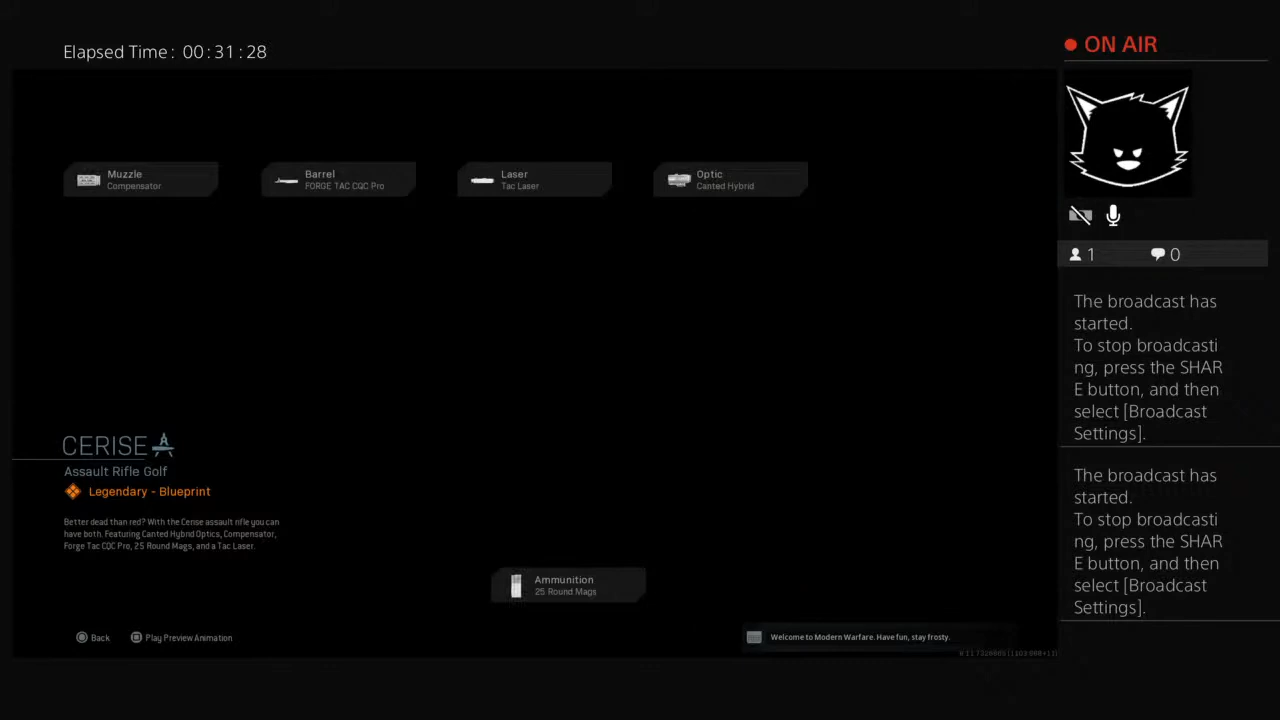 Elapsed Time: 00:31:28
ON AIR
Muzzle
Compensator
Barrel
FORGE TAC CQC Pro
Laser
Tac Laser
Optic
Canted Hybrid
1
0
The broadcast has
started.
To stop broadcasti
ng, press the SHAR
E button, and then
select [Broadcast
Settings].
CERISE
Assault Rifle Golf
Legendary - Blueprint
Better dead than red? With the Cerise assault rifle you can
have both. Featuring Canted Hybrid Optics, Compensator,
Forge Tac CQC Pro, 25 Round Mags, and a Tac Laser.
The broadcast has
started.
To stop broadcasti
ng, press the SHAR
E button, and then
select [Broadcast
Settings].
Ammunition
25 Round Mags
Back
Play Preview Animation
Welcome to Modern Warfare. Have fun, stay frosty.